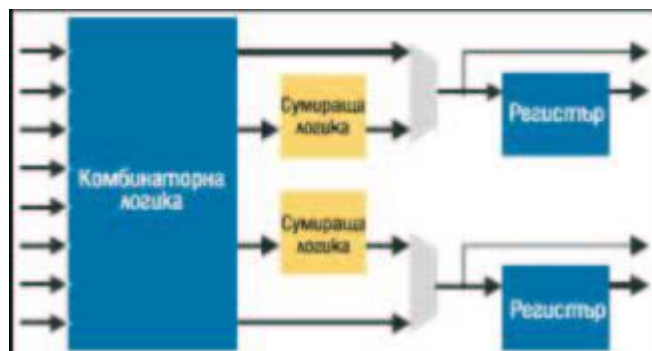 Сумираща
логика
Регистър
Комбинаторна
логика
Сумираща
логика
Регистър